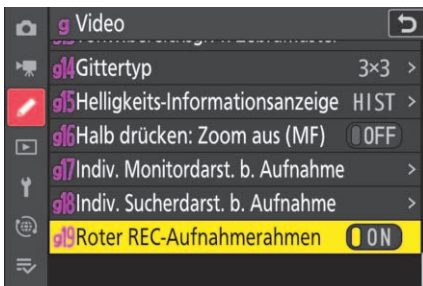 g Video
g14 Gittertyp 3×3 >
g15 Helligkeits-Informationsanzeige HIST >
g16 Halb drücken: Zoom aus (MF) OFF
g17 Indiv. Monitordarst. b. Aufnahme >
g18 Indiv. Sucherdarst. b. Aufnahme >
g19 Roter REC-Aufnahmerahmen ON